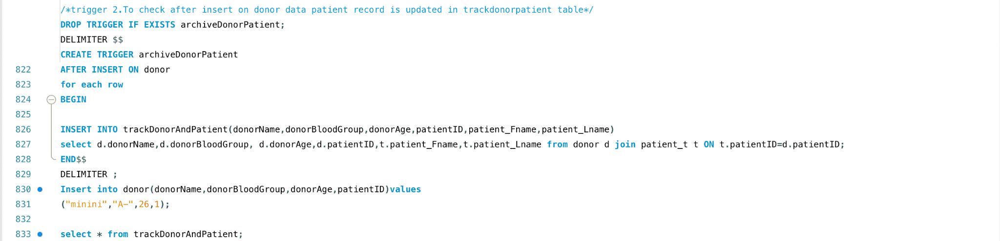 /*trigger 2.To check after insert on donor data patient record is updated in trackdonorpatient table*/
DROP TRIGGER IF EXISTS archiveDonorPatient;
DELIMITER $$
CREATE TRIGGER archiveDonorPatient
822 AFTER INSERT ON donor
823 for each row
824 BEGIN
825
826 INSERT INTO trackDonorAndPatient(donorName,donorBloodGroup,donorAge,patientID,patient_Fname,patient_Lname)
827 select d.donorName,d.donorBloodGroup, d.donorAge,d.patientID,t.patient_Fname,t.patient_Lname from donor d join patient_t t ON t.patientID=d.patientID;
828 END$$
829 DELIMITER ;
830 Insert into donor(donorName,donorBloodGroup,donorAge,patientID)values
831 ("minini","A-",26,1);
832
833 select * from trackDonorAndPatient;